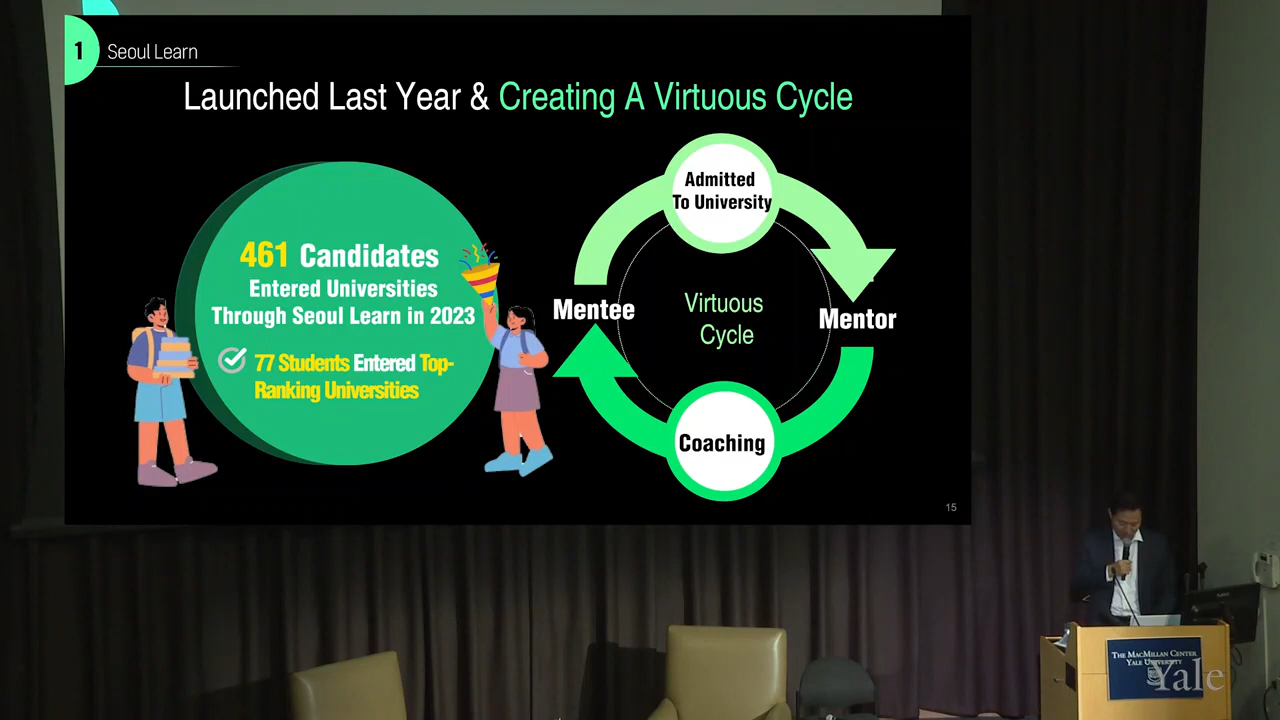 1
Seoul Learn
Launched Last Year & Creating A Virtuous Cycle
461 Candidates
Entered Universities
Through Seoul Learn in 2023
77 Students Entered Top-
Ranking Universities
Admitted
To University
Mentee
Virtuous
Cycle
Mentor
Coaching
15
THE MACMILLAN CENTER
YALE UNIVERSITY
Yale